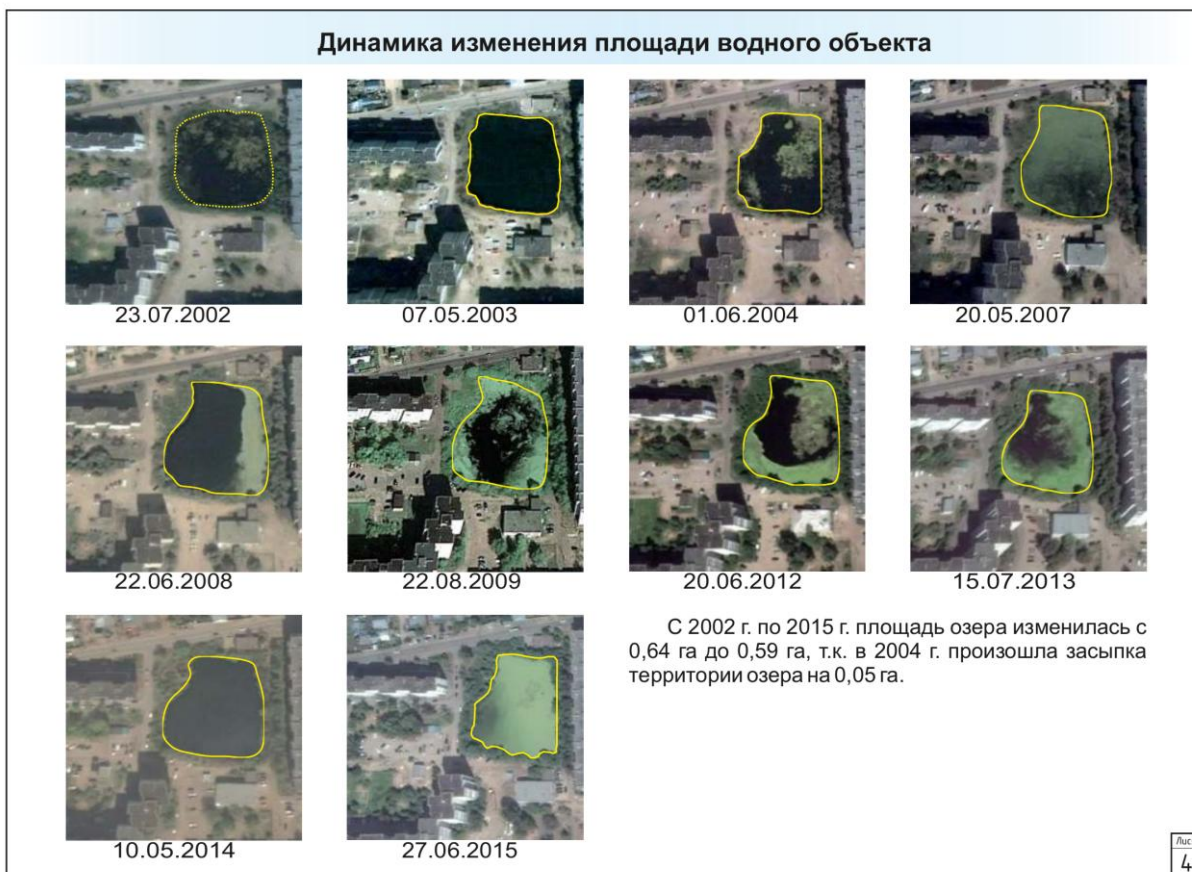 Динамика изменения площади водного объекта
23.07.2002
07.05.2003
01.06.2004
20.05.2007
22.06.2008
22.08.2009
20.06.2012
15.07.2013
С 2002 г. по 2015 г. площадь озера изменилась с
0,64 га до 0,59 га, т.к. в 2004 г. произошла засыпка
территории озера на 0,05 га.
10.05.2014
27.06.2015
4